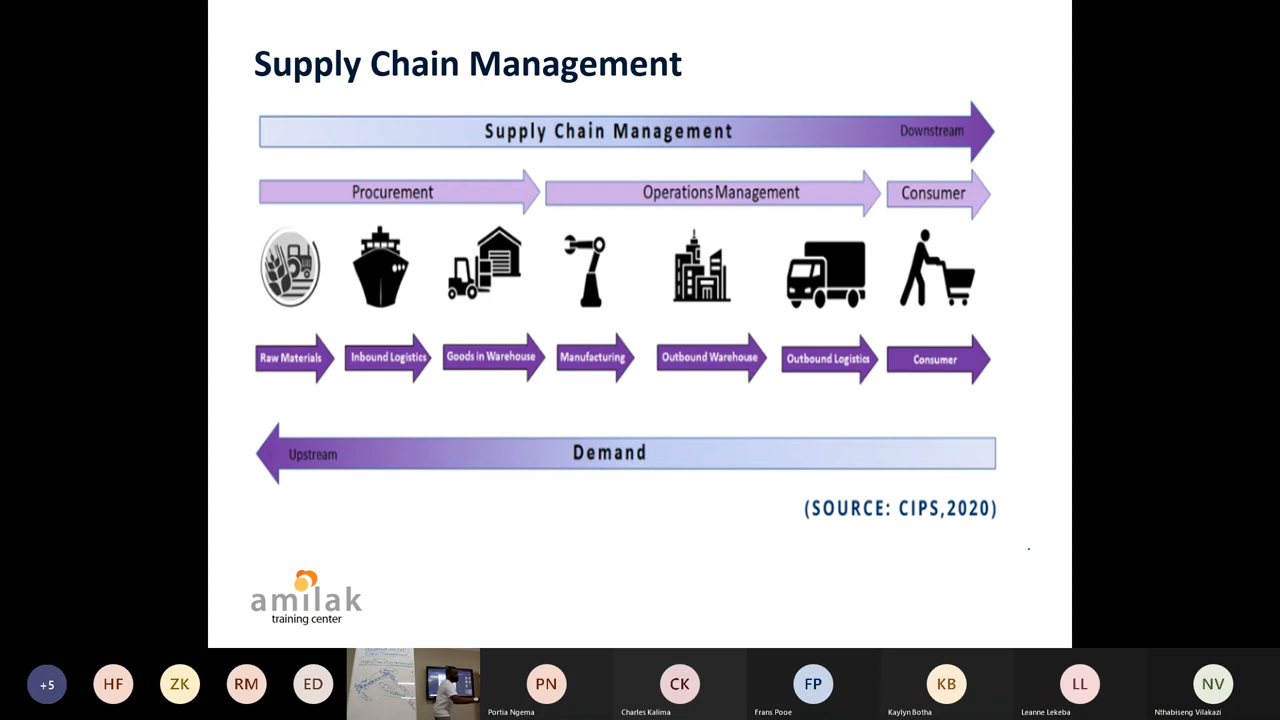 Supply Chain Management
Supply Chain Management
Downstream
Procurement
Operations Management
Consumer
Raw Materials
Inbound Logistics
Goods in Warehouse
Manufacturing
Outbound Warehouse
Outbound Logistics
Consumer
Upstream
Demand
(SOURCE: CIPS,2020)
amilak
training center
+5
HF
ZK
RM
ED
PN
CK
FP
KB
LL
NV
Portia Ngema
Charles Kalima
Frans Pooe
Kaylyn Botha
Leanne Lekeba
Nthabiseng Vilakazi